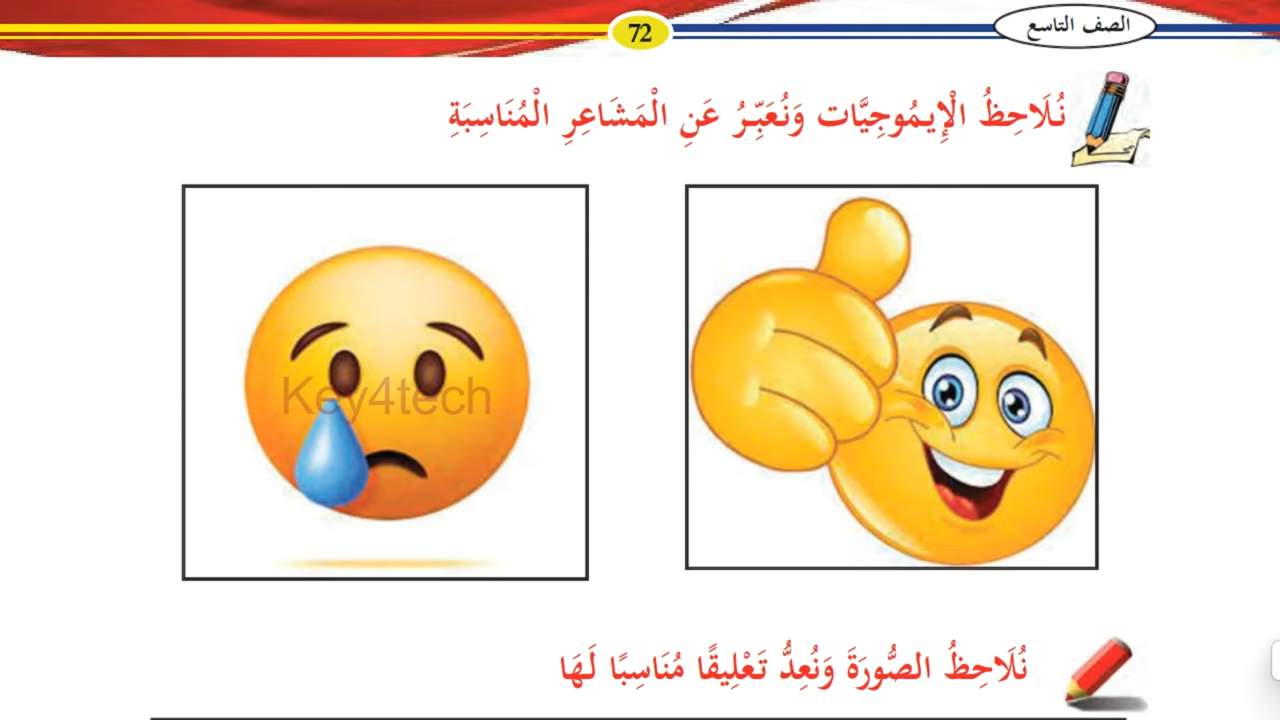 الصف التاسع
72
نُلَاحِظُ الْإِيمُوجِيَّات وَنُعَبِّرُ عَنِ الْمَشَاعِرِ الْمُنَاسِبَةِ
Key4tech
نُلَاحِظُ الصُّورَةَ وَنُعِدُّ تَعْلِيقًا مُنَاسِبًا لَهَا